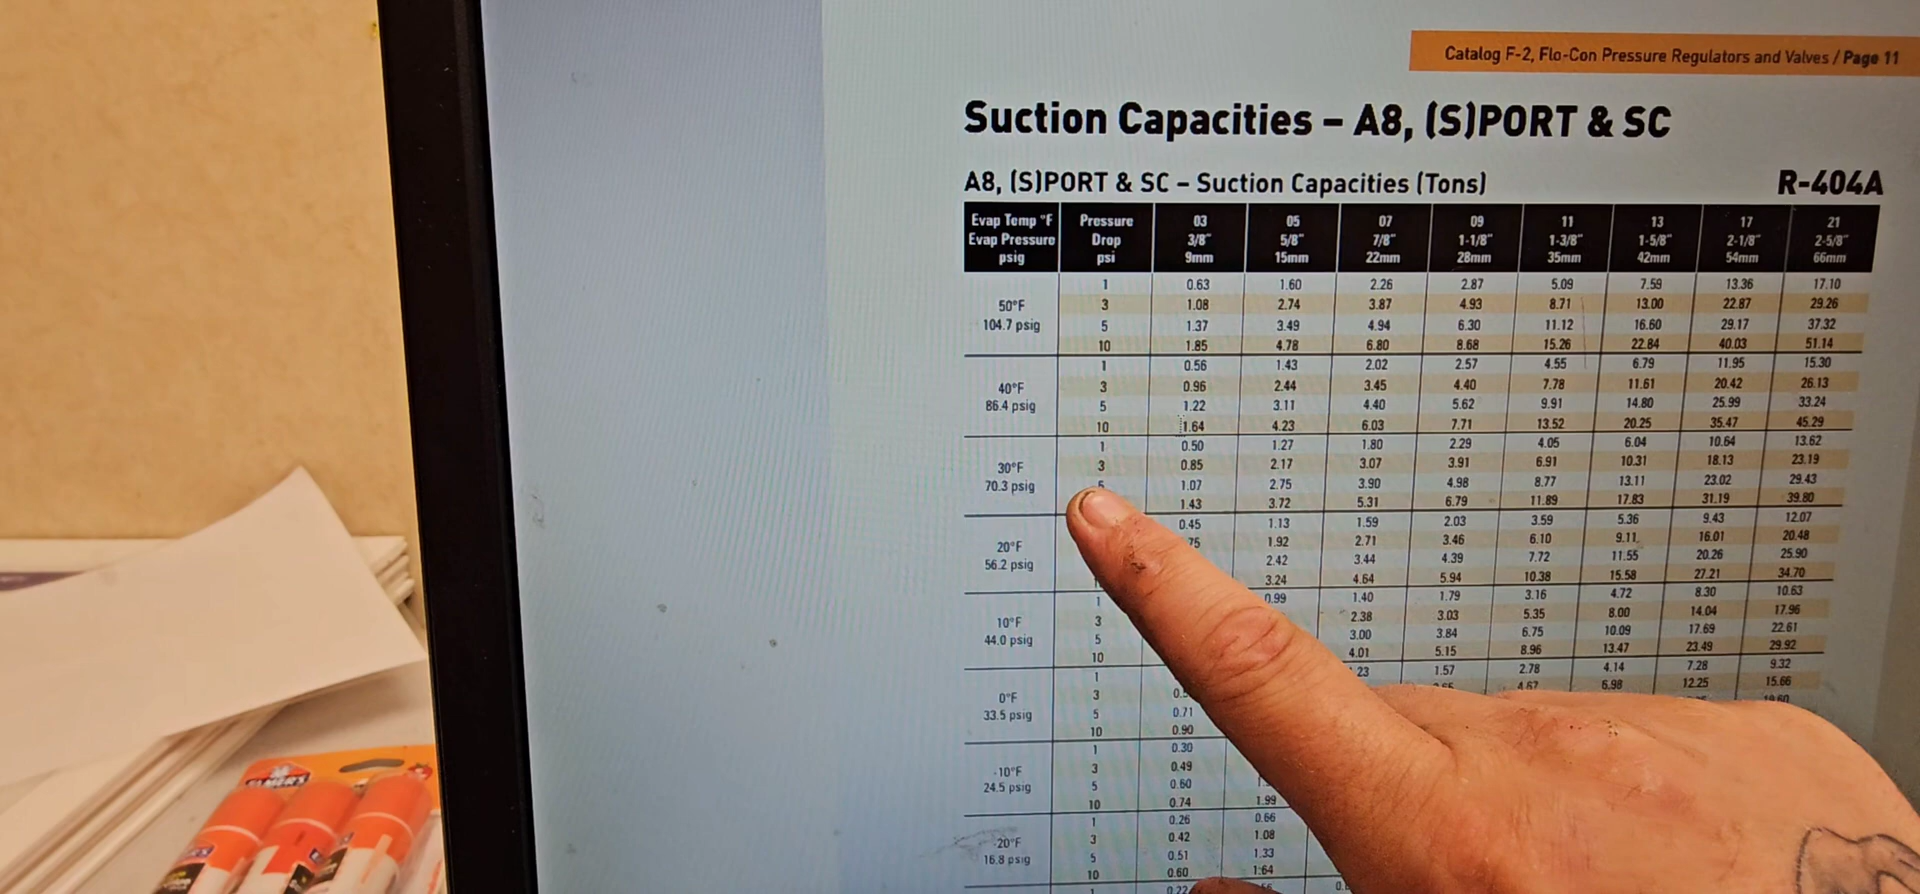 Catalog F-2, Flo-Con Pressure Regulators and Valves / Page 11
Suction Capacities – A8, (S)PORT & SC
A8, (S)PORT & SC – Suction Capacities (Tons) R-404A
Evap Temp °F Pressure 03 05 07 09 11 13 17 21
Evap Pressure Drop 3/8" 5/8" 7/8" 1-1/8" 1-3/8" 1-5/8" 2-1/8" 2-5/8"
psig psi 9mm 15mm 22mm 28mm 35mm 42mm 54mm 66mm
1 0.63 1.60 2.26 2.87 5.09 7.59 13.36 17.10
50°F 3 1.08 2.74 3.87 4.93 8.71 13.00 22.87 29.26
104.7 psig 5 1.37 3.49 4.94 6.30 11.12 16.60 29.17 37.32
10 1.85 4.78 6.80 8.68 15.26 22.84 40.03 51.14
1 0.56 1.43 2.02 2.57 4.55 6.79 11.95 15.30
40°F 3 0.96 2.44 3.45 4.40 7.78 11.61 20.42 26.13
86.4 psig 5 1.22 3.11 4.40 5.62 9.91 14.80 25.99 33.24
10 1.64 4.23 6.03 7.71 13.52 20.25 35.47 45.29
1 0.50 1.27 1.80 2.29 4.05 6.04 10.64 13.62
30°F 3 0.85 2.17 3.07 3.91 6.91 10.31 18.13 23.19
70.3 psig 5 1.07 2.75 3.90 4.98 8.77 13.11 23.02 29.43
1.43 3.72 5.31 6.79 11.89 17.83 31.19 39.80
0.45 1.13 1.59 2.03 3.59 5.36 9.43 12.07
20°F 75 1.92 2.71 3.46 6.10 9.11 16.01 20.48
56.2 psig 2.42 3.44 4.39 7.72 11.55 20.26 25.90
3.24 4.64 5.94 10.38 15.58 27.21 34.70
1 0.99 1.40 1.79 3.16 4.72 8.30 10.63
10°F 3 2.38 3.03 5.35 8.00 14.04 17.96
44.0 psig 5 3.00 3.84 6.75 10.09 17.69 22.61
10 4.01 5.15 8.96 13.47 23.49 29.92
1 23 1.57 2.78 4.14 7.28 9.32
0°F 3 4.67 6.98 12.25 15.66
33.5 psig 5 0.71 19.60
10 0.90
1 0.30
-10°F 3 0.49
24.5 psig 5 0.60
10 0.74 1.99
1 0.26 0.66
-20°F 3 0.42 1.08
16.8 psig 5 0.51 1.33
10 0.60 1.64
1 0.22
ELMER'S